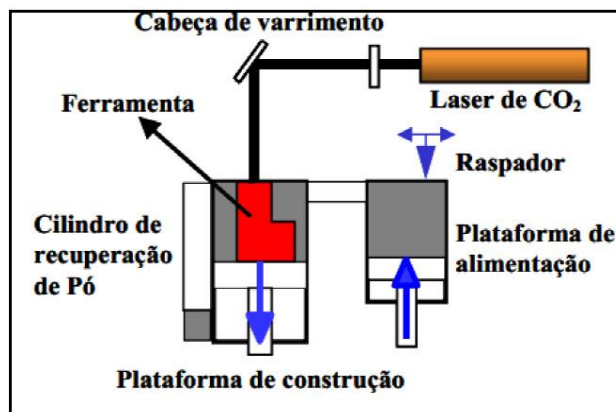 Cabeça de varrimento
Laser de CO₂
Ferramenta
Raspador
Cilindro de
recuperação
de Pó
Plataforma de
alimentação
Plataforma de construção